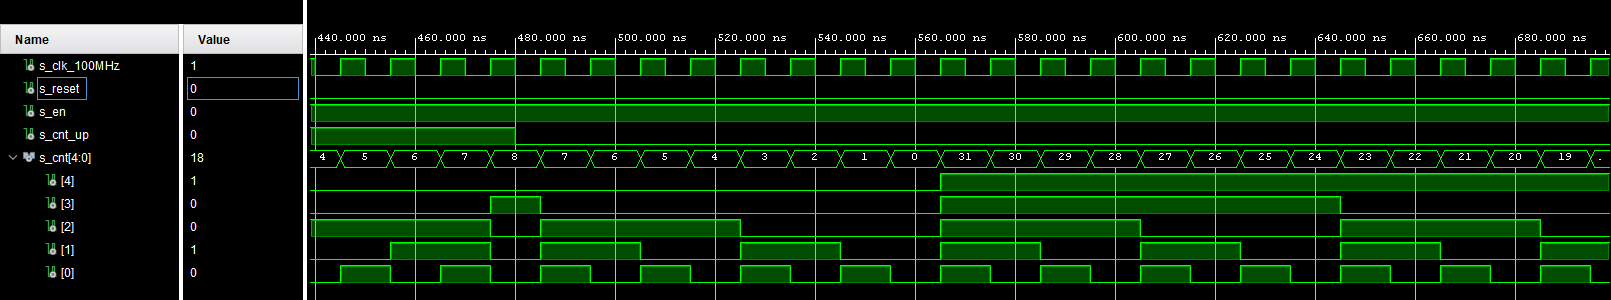 Name Value
440.000 ns 460.000 ns 480.000 ns 500.000 ns 520.000 ns 540.000 ns 560.000 ns 580.000 ns 600.000 ns 620.000 ns 640.000 ns 660.000 ns 680.000 ns
s_clk_100MHz 1
s_reset 0
s_en 0
s_cnt_up 0
s_cnt[4:0] 18 4 5 6 7 8 7 6 5 4 3 2 1 0 31 30 29 28 27 26 25 24 23 22 21 20 19 .
[4] 1
[3] 0
[2] 0
[1] 1
[0] 0